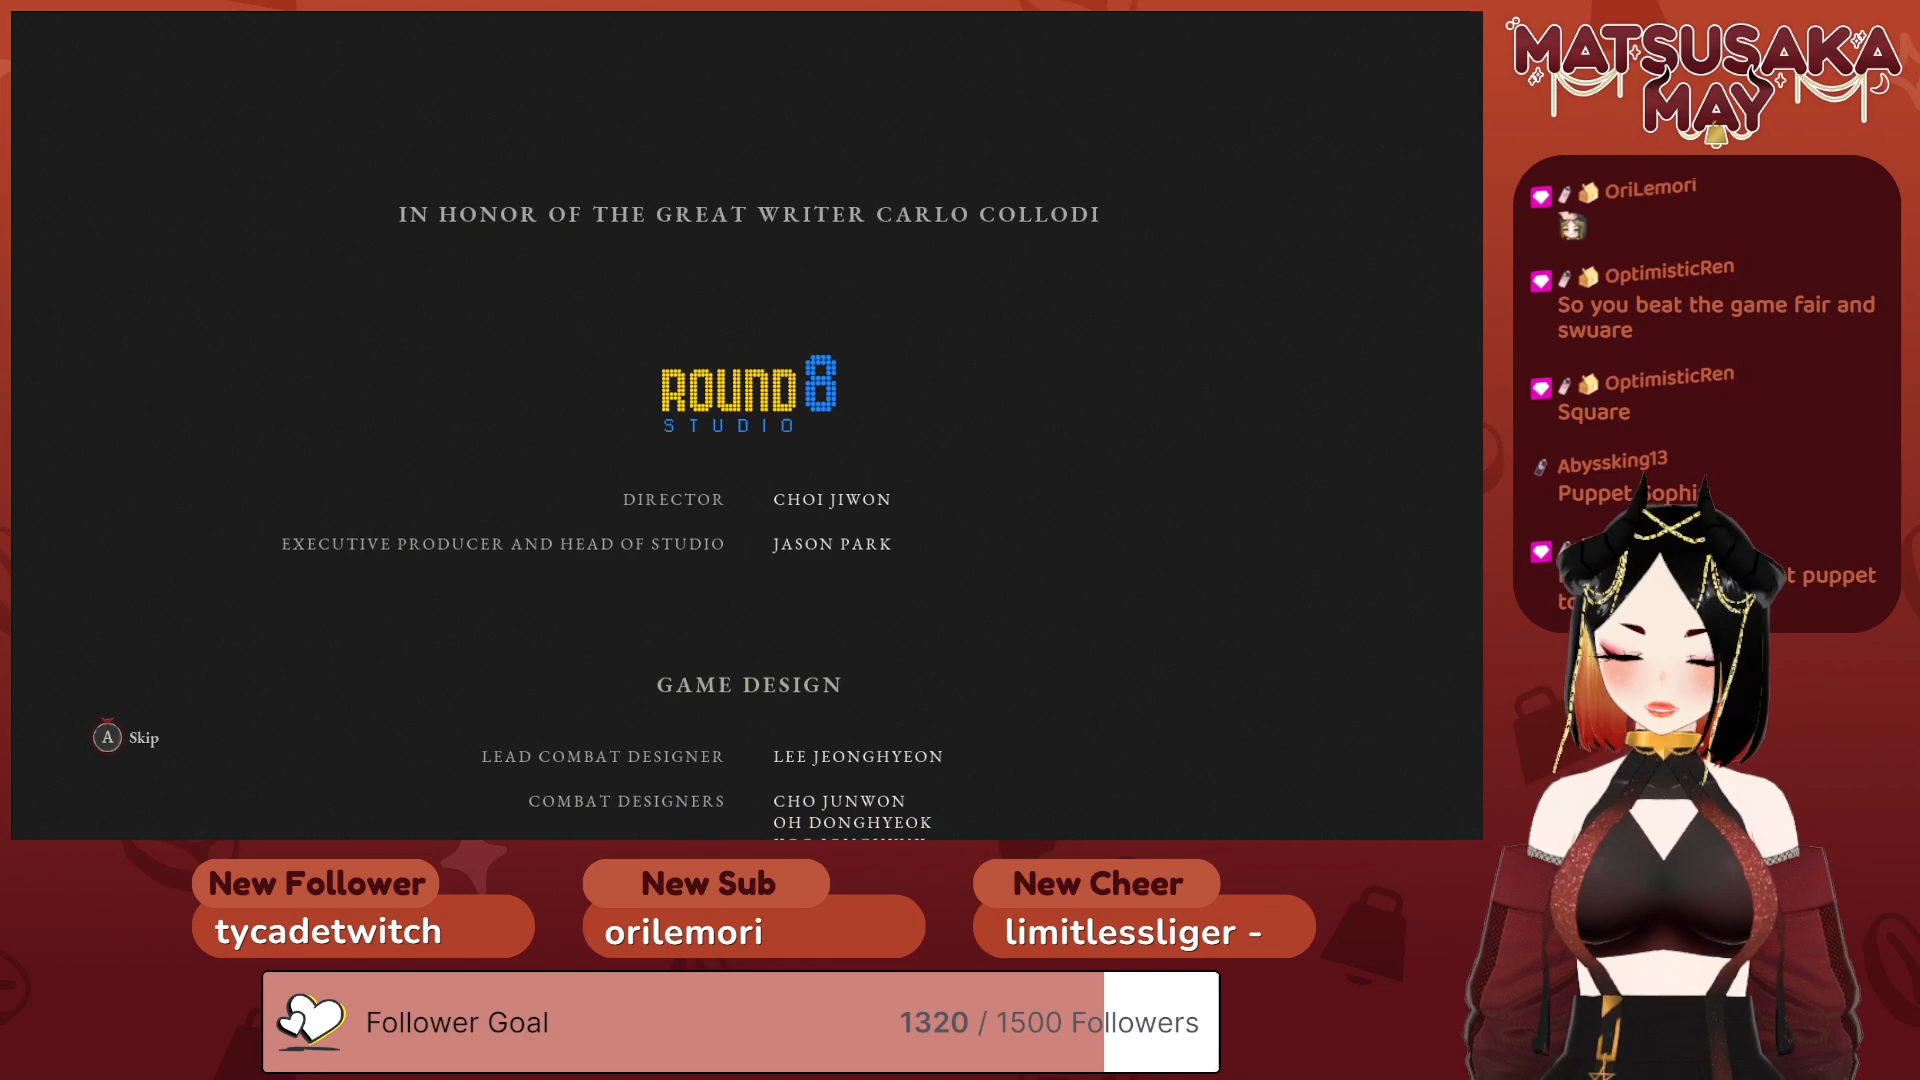 IN HONOR OF THE GREAT WRITER CARLO COLLODI
ROUND8
STUDIO
DIRECTOR CHOI JIWON
EXECUTIVE PRODUCER AND HEAD OF STUDIO JASON PARK
GAME DESIGN
A Skip
LEAD COMBAT DESIGNER LEE JEONGHYEON
COMBAT DESIGNERS CHO JUNWON
OH DONGHYEOK
MATSUSAKA
MAY
OriLemori
OptimisticRen
So you beat the game fair and
swuare
OptimisticRen
Square
Abyssking13
Puppet
puppet
New Follower
tycadetwitch
New Sub
orilemori
New Cheer
limitlessliger -
Follower Goal
1320 / 1500 Followers